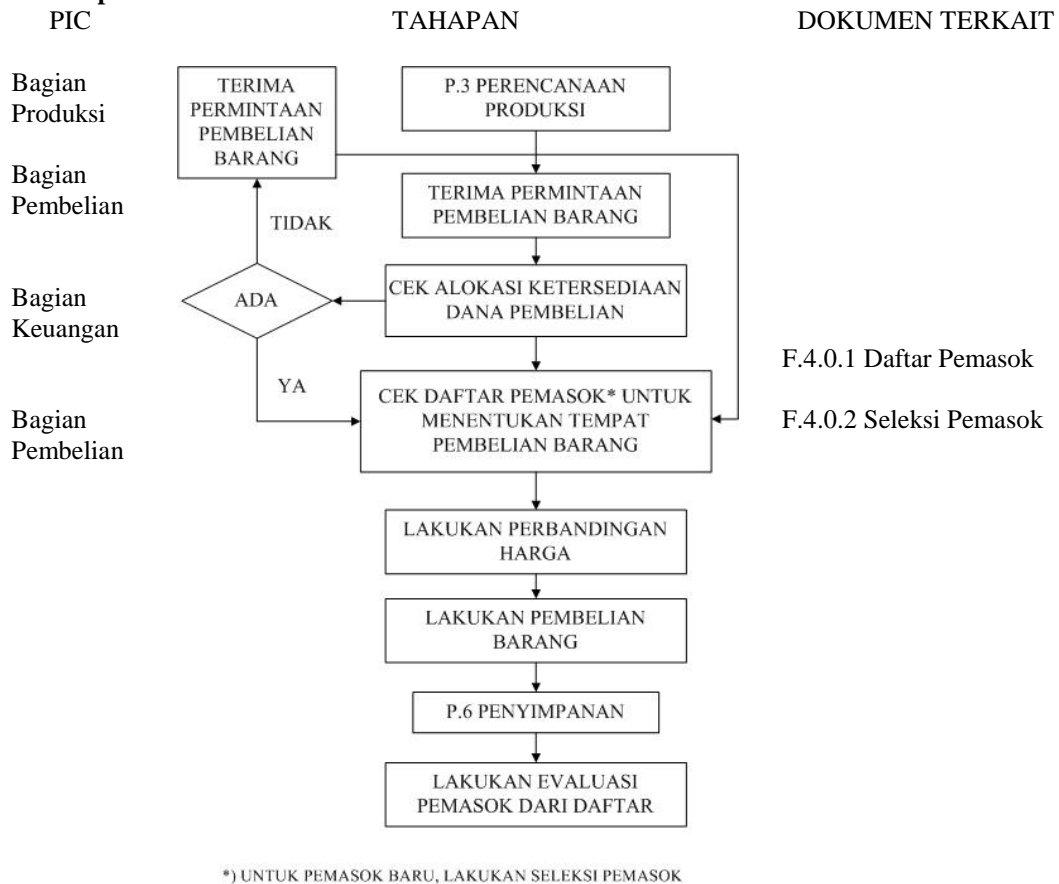 PIC TAHAPAN DOKUMEN TERKAIT
Bagian
Produksi
TERIMA
PERMINTAAN
PEMBELIAN
BARANG
P.3 PERENCANAAN
PRODUKSI
Bagian
Pembelian
TERIMA PERMINTAAN
PEMBELIAN BARANG
TIDAK
Bagian
Keuangan
ADA
CEK ALOKASI KETERSEDIAAN
DANA PEMBELIAN
YA
F.4.0.1 Daftar Pemasok
Bagian
Pembelian
CEK DAFTAR PEMASOK* UNTUK
MENENTUKAN TEMPAT
PEMBELIAN BARANG
F.4.0.2 Seleksi Pemasok
LAKUKAN PERBANDINGAN
HARGA
LAKUKAN PEMBELIAN
BARANG
P.6 PENYIMPANAN
LAKUKAN EVALUASI
PEMASOK DARI DAFTAR
*) UNTUK PEMASOK BARU, LAKUKAN SELEKSI PEMASOK